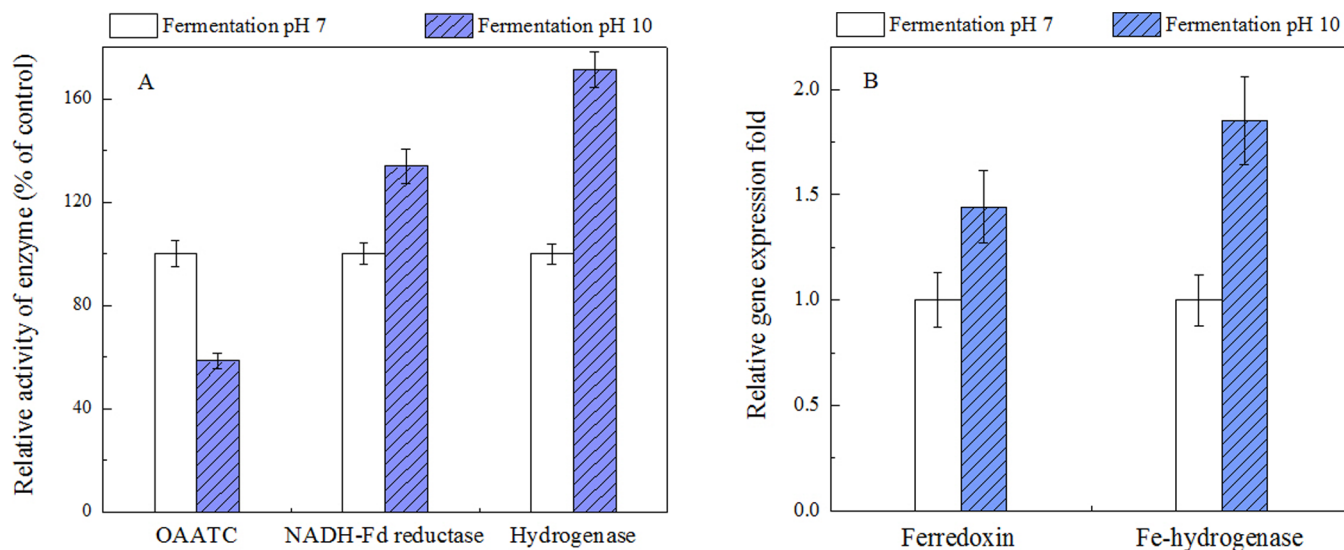 Fermentation pH 7
Fermentation pH 10
A
Relative activity of enzyme (% of control)
160
120
80
40
0
OAATC
NADH-Fd reductase
Hydrogenase
Fermentation pH 7
Fermentation pH 10
B
Relative gene expression fold
2.0
1.5
1.0
0.5
0.0
Ferredoxin
Fe-hydrogenase